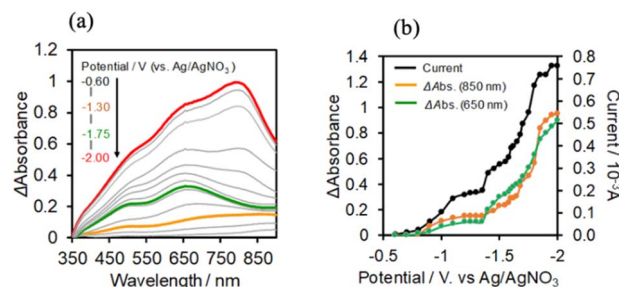 (a)
Potential / V (vs. Ag/AgNO3)
-0.60
-1.30
-1.75
-2.00
ΔAbsorbance
1.2
1
0.8
0.6
0.4
0.2
0
350 450 550 650 750 850
Wavelength / nm
(b)
Current
ΔAbs. (850 nm)
ΔAbs. (650 nm)
ΔAbsorbance
1.4
1.2
1
0.8
0.6
0.4
0.2
0
0.8
0.7
0.6
0.5
0.4
0.3
0.2
0.1
0.0
Current / 10⁻³A
-0.5 -1 -1.5 -2
Potential / V. vs Ag/AgNO3